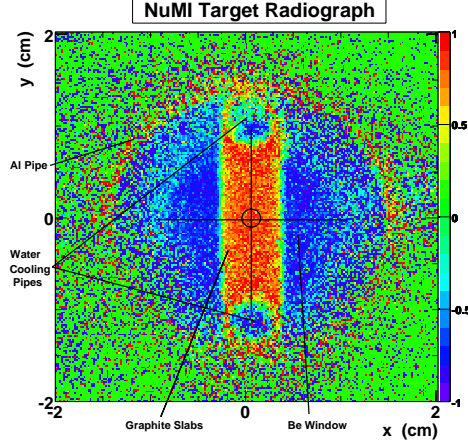 NuMI Target Radiograph
y (cm)
2
0
-2
-2
0
2
x (cm)
1
0.5
0
-0.5
-1
Al Pipe
Water
Cooling
Pipes
Graphite Slabs
Be Window